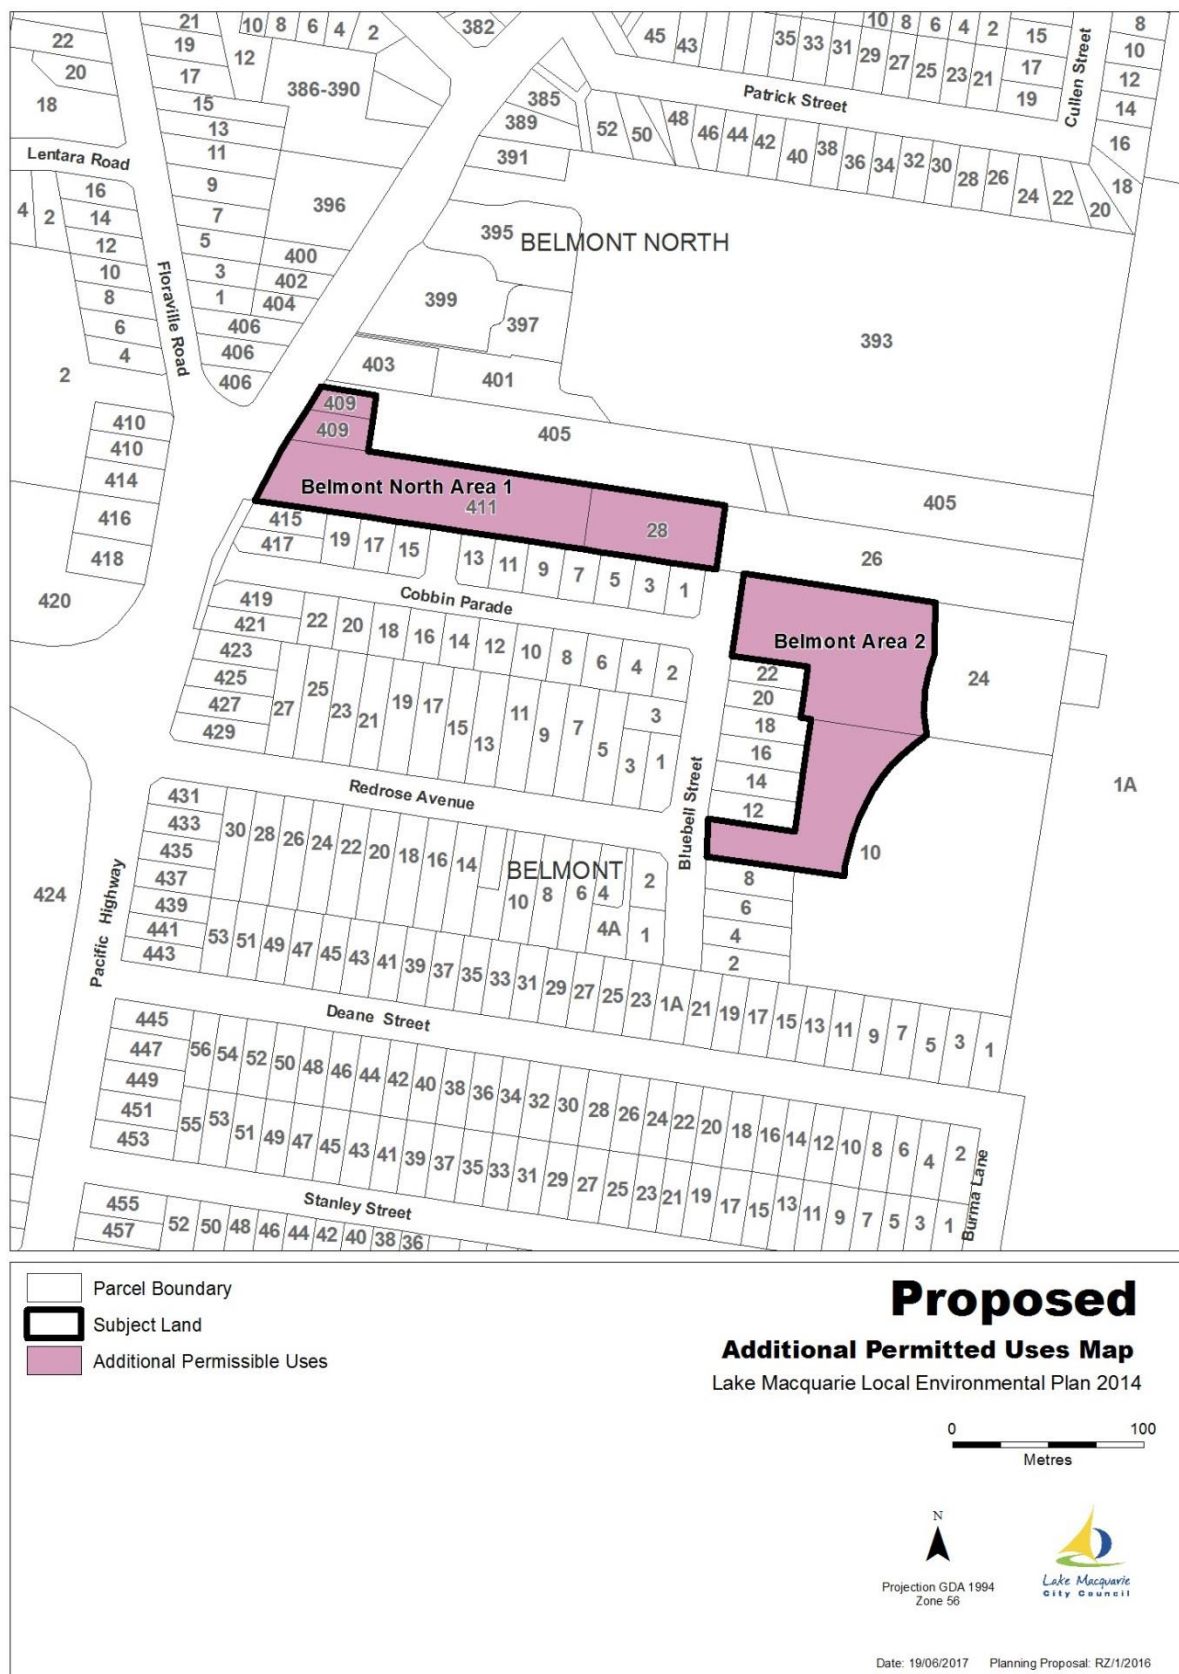 21 10 8 6 4 2 382 45 43 35 33 31 29 27 25 23 21 10 8 6 4 2 15 17 19 8 10 12 14 16 18 20
22 19 12
20 17 386-390 385
18 15 389 52 50 48 46 44 42 40 38 36 34 32 30 28 26 24 22
Patrick Street
Cullen Street
13
11 391
Lentara Road
16 9
4 2 14 7 396
12 5 395
BELMONT NORTH
10 3 400
8 1 402
6 404 399 397
4 406 393
Floraville Road
2 406
406
403 401
409
409
410 405
410
414 Belmont North Area 1
411 28 405
416
418 415
417 19 17 15 13 11 9 7 5 3 1 26
420
Cobbin Parade
419
421 22 20 18 16 14 12 10 8 6 4 2
Belmont Area 2
423
425 22 24
427 20
429 27 25 23 21 19 17 15 13 11 9 7 5 3 3 1 18
16
14
12
Redrose Avenue
Bluebell Street
1A
10
431
433 30 28 26 24 22 20 18 16 14
435
BELMONT
437 10 8 6 4 2 8
424 439 4A 1 6
441 4
443 2
Pacific Highway
53 51 49 47 45 43 41 39 37 35 33 31 29 27 25 23 1A 21 19 17 15 13 11 9 7 5 3 1
Deane Street
445
447 56 54 52 50 48 46 44 42 40 38 36 34 32 30 28 26 24 22 20 18 16 14 12 10 8 6 4 2
449
451
453 55 53 51 49 47 45 43 41 39 37 35 33 31 29 27 25 23 21 19 17 15 13 11 9 7 5 3 1
Burma Lane
Stanley Street
455
457 52 50 48 46 44 42 40 38 36
Parcel Boundary
Subject Land
Additional Permissible Uses
Proposed
Additional Permitted Uses Map
Lake Macquarie Local Environmental Plan 2014
0 100
Metres
N
Projection GDA 1994
Zone 56
Lake Macquarie
City Council
Date: 19/06/2017 Planning Proposal: RZ/1/2016